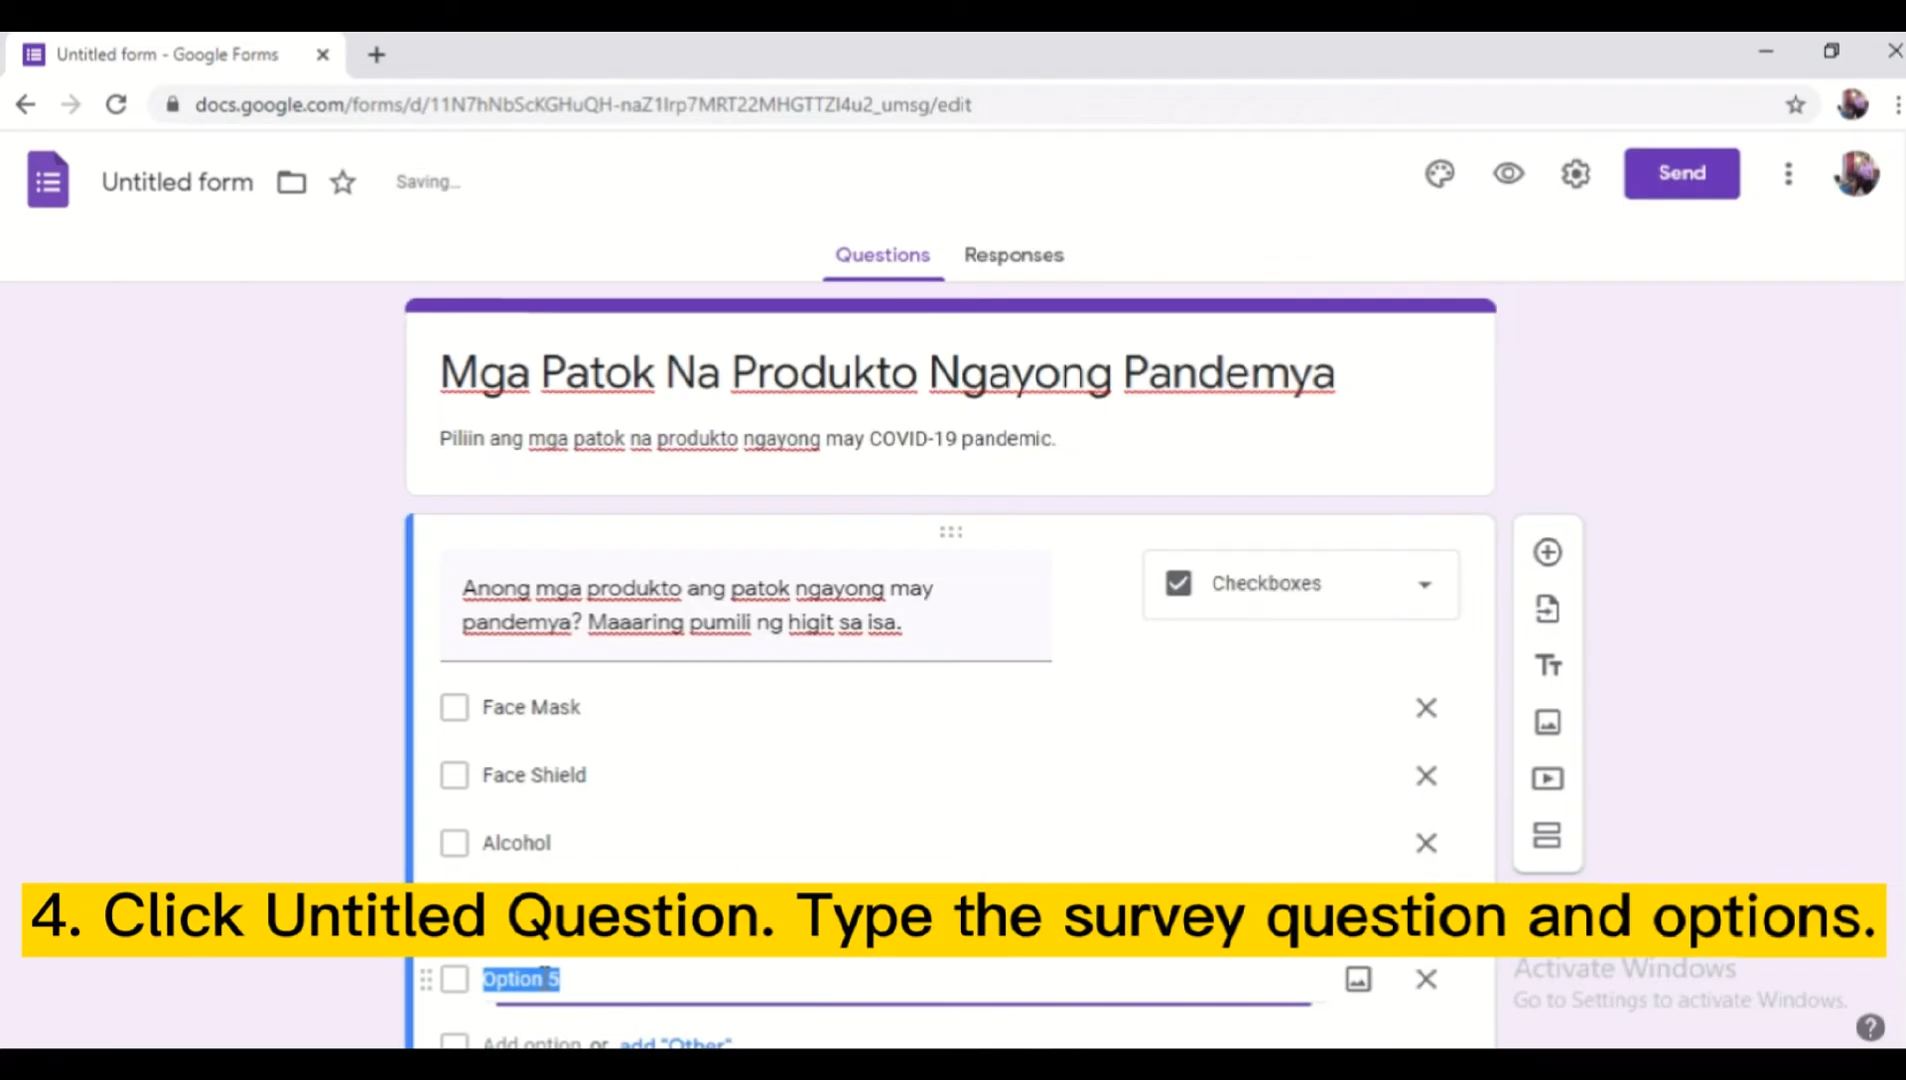 Untitled form - Google Forms
docs.google.com/forms/d/11N7hNbScKGHuQH-naZ1Irp7MRT22MHGTTZI4u2_umsg/edit
Untitled form
Saving...
Send
Questions
Responses
Mga Patok Na Produkto Ngayong Pandemya
Piliin ang mga patok na produkto ngayong may COVID-19 pandemic.
Anong mga produkto ang patok ngayong may
pandemya? Maaaring pumili ng higit sa isa.
Checkboxes
Face Mask
Face Shield
Alcohol
4. Click Untitled Question. Type the survey question and options.
Option 5
Activate Windows
Go to Settings to activate Windows.
Add option or add "Other"